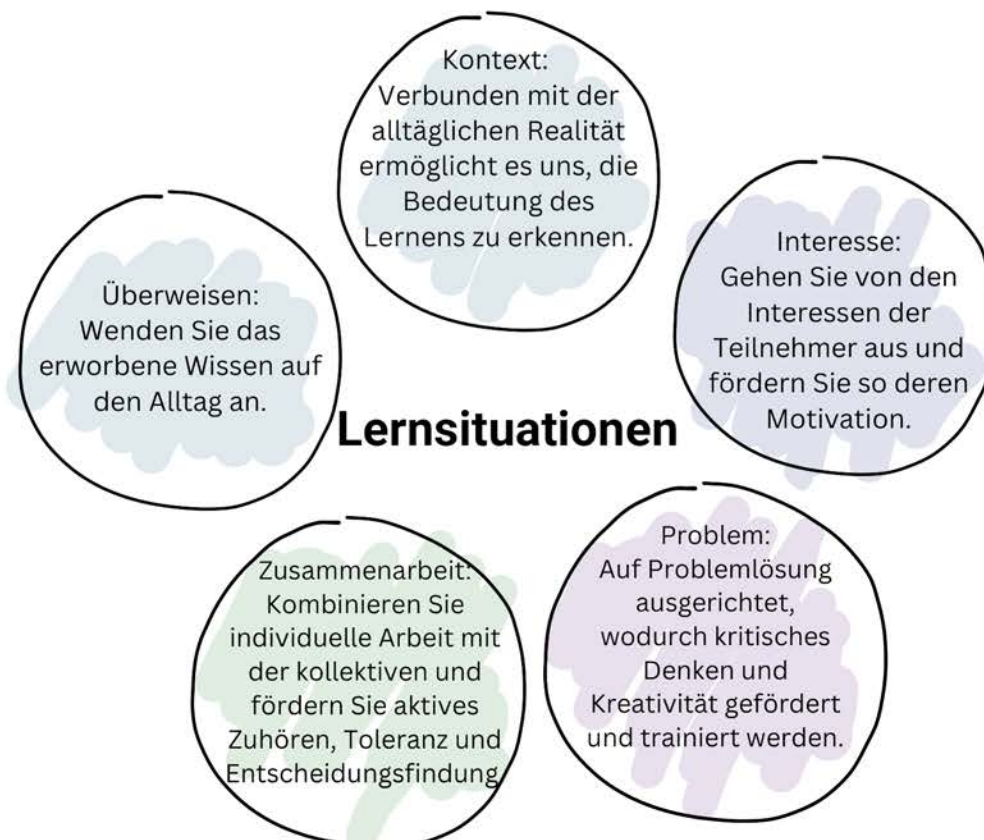 Kontext:
Verbunden mit der
alltäglichen Realität
ermöglicht es uns, die
Bedeutung des
Lernens zu erkennen.
Interesse:
Gehen Sie von den
Interessen der
Teilnehmer aus und
fördern Sie so deren
Motivation.
Überweisen:
Wenden Sie das
erworbene Wissen auf
den Alltag an.
Lernsituationen
Problem:
Auf Problemlösung
ausgerichtet,
wodurch kritisches
Denken und
Kreativität gefördert
und trainiert werden.
Zusammenarbeit:
Kombinieren Sie
individuelle Arbeit mit
der kollektiven und
fördern Sie aktives
Zuhören, Toleranz und
Entscheidungsfindung.